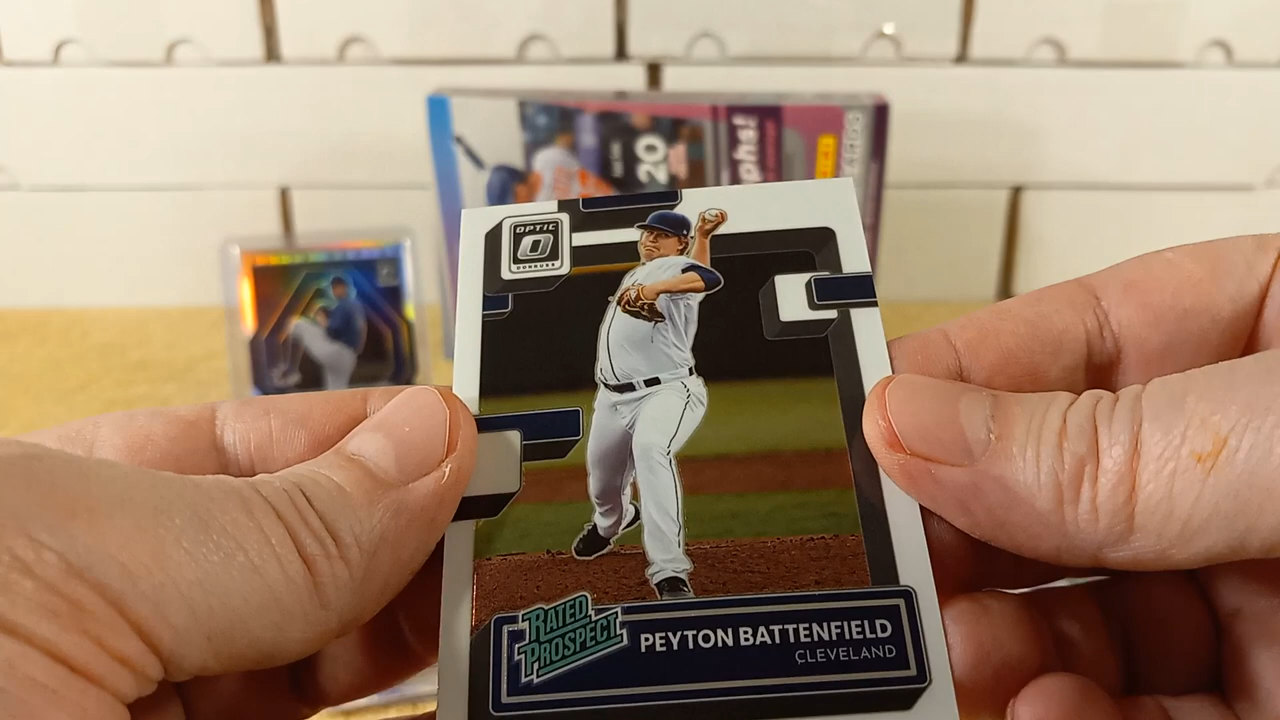 20
OPTIC
DONRUSS
RATED
PROSPECT
PEYTON BATTENFIELD
CLEVELAND